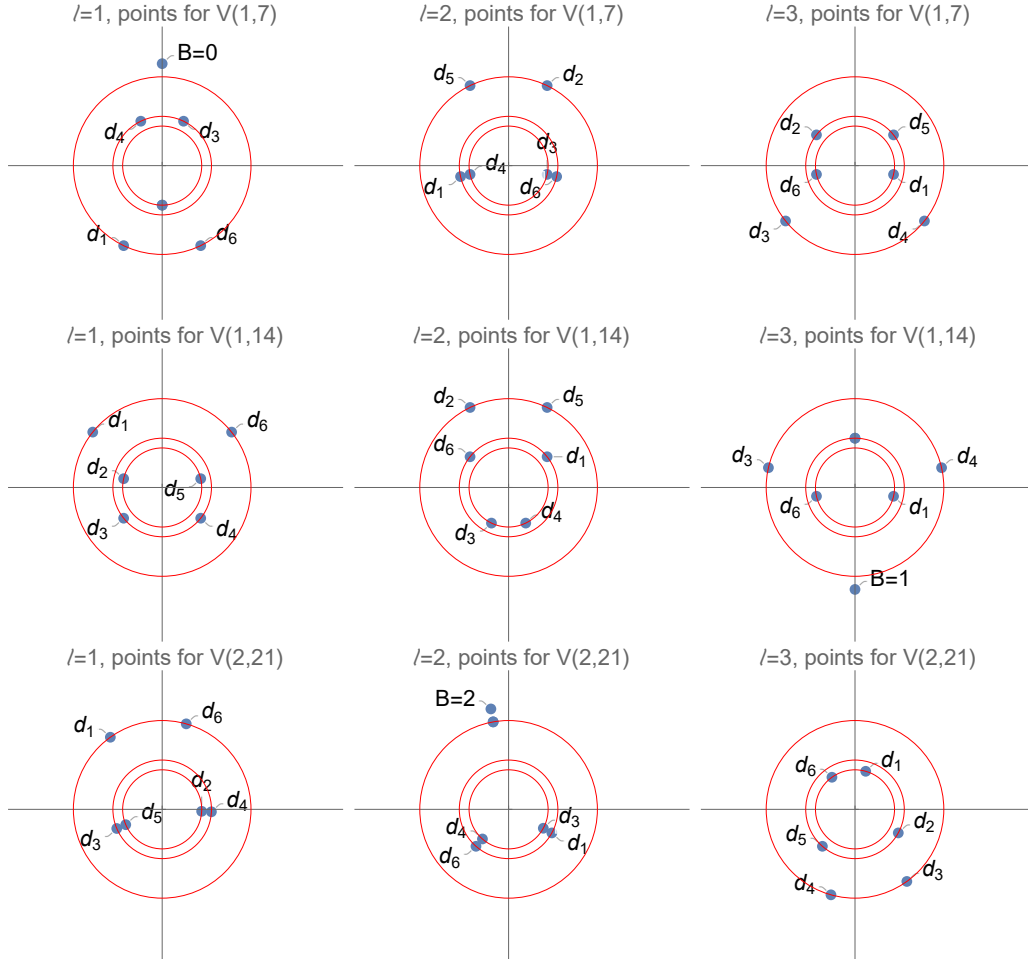 ℓ=1, points for V(1,7)
B=0
d₄
d₃
d₁
d₆
ℓ=2, points for V(1,7)
d₅
d₂
d₃
d₄
d₁
d₆
ℓ=3, points for V(1,7)
d₂
d₅
d₆
d₁
d₃
d₄
ℓ=1, points for V(1,14)
d₁
d₆
d₂
d₅
d₃
d₄
ℓ=2, points for V(1,14)
d₂
d₅
d₆
d₁
d₃
d₄
ℓ=3, points for V(1,14)
d₃
d₄
d₆
d₁
B=1
ℓ=1, points for V(2,21)
d₁
d₆
d₂
d₄
d₃
d₅
ℓ=2, points for V(2,21)
B=2
d₄
d₃
d₆
d₁
ℓ=3, points for V(2,21)
d₆
d₁
d₂
d₅
d₄
d₃